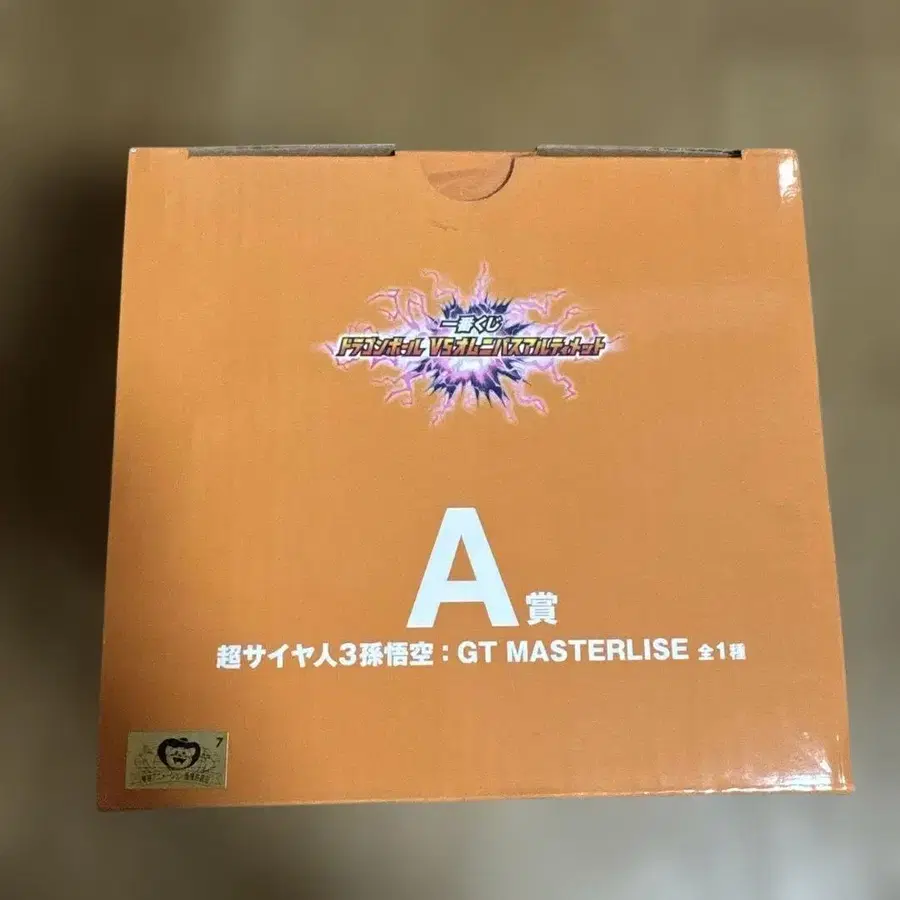 一番くじ
ドラゴンボール VSオムニバスアルティメット
A賞
超サイヤ人3孫悟空：GT MASTERLISE 全1種
7